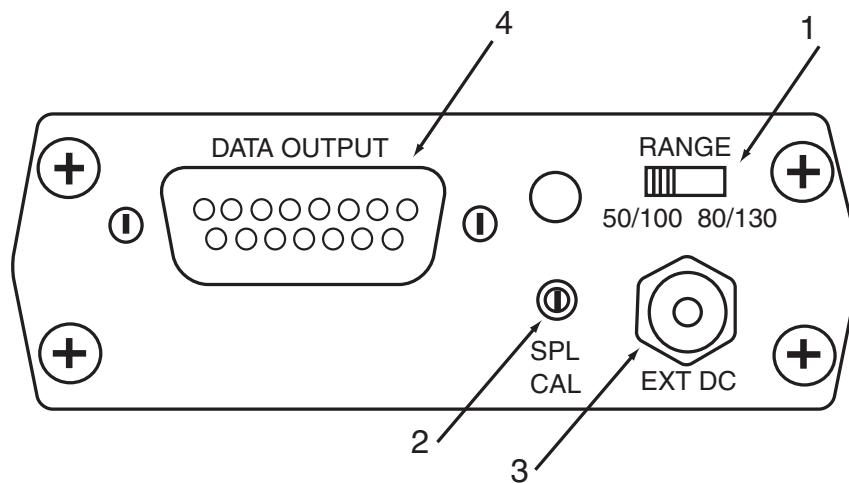 4
1
DATA OUTPUT
RANGE
50/100 80/130
SPL
CAL
EXT DC
2
3